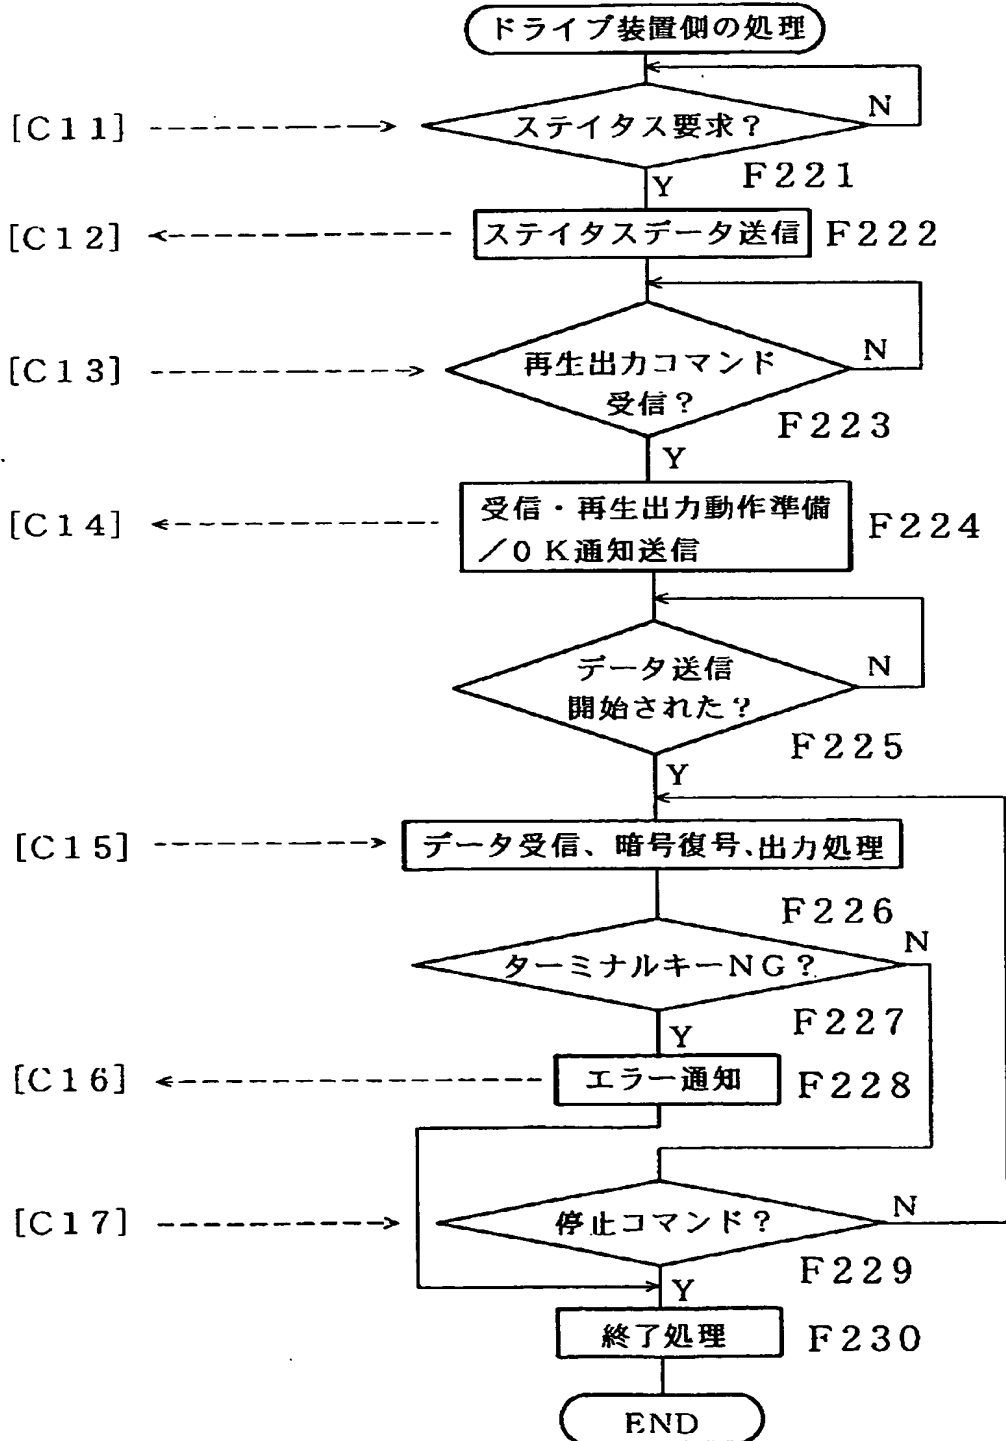 ドライブ装置側の処理
N
[C11]
ステイタス要求？
F221
Y
[C12]
ステイタスデータ送信
F222
N
[C13]
再生出力コマンド
受信？
F223
Y
[C14]
受信・再生出力動作準備
／OK通知送信
F224
N
データ送信
開始された？
F225
Y
[C15]
データ受信、暗号復号、出力処理
F226
N
ターミナルキーNG？
F227
Y
[C16]
エラー通知
F228
[C17]
停止コマンド？
N
F229
Y
終了処理
F230
END